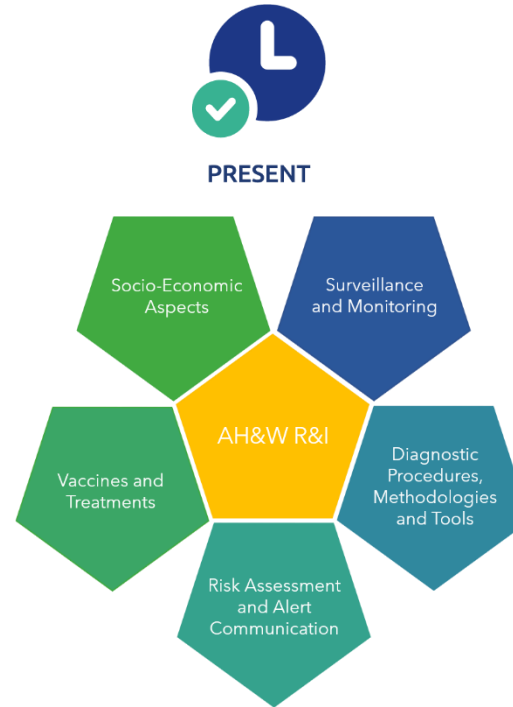 PRESENT
Socio-Economic
Aspects
Surveillance
and Monitoring
AH&W R&I
Vaccines and
Treatments
Diagnostic
Procedures,
Methodologies
and Tools
Risk Assessment
and Alert
Communication